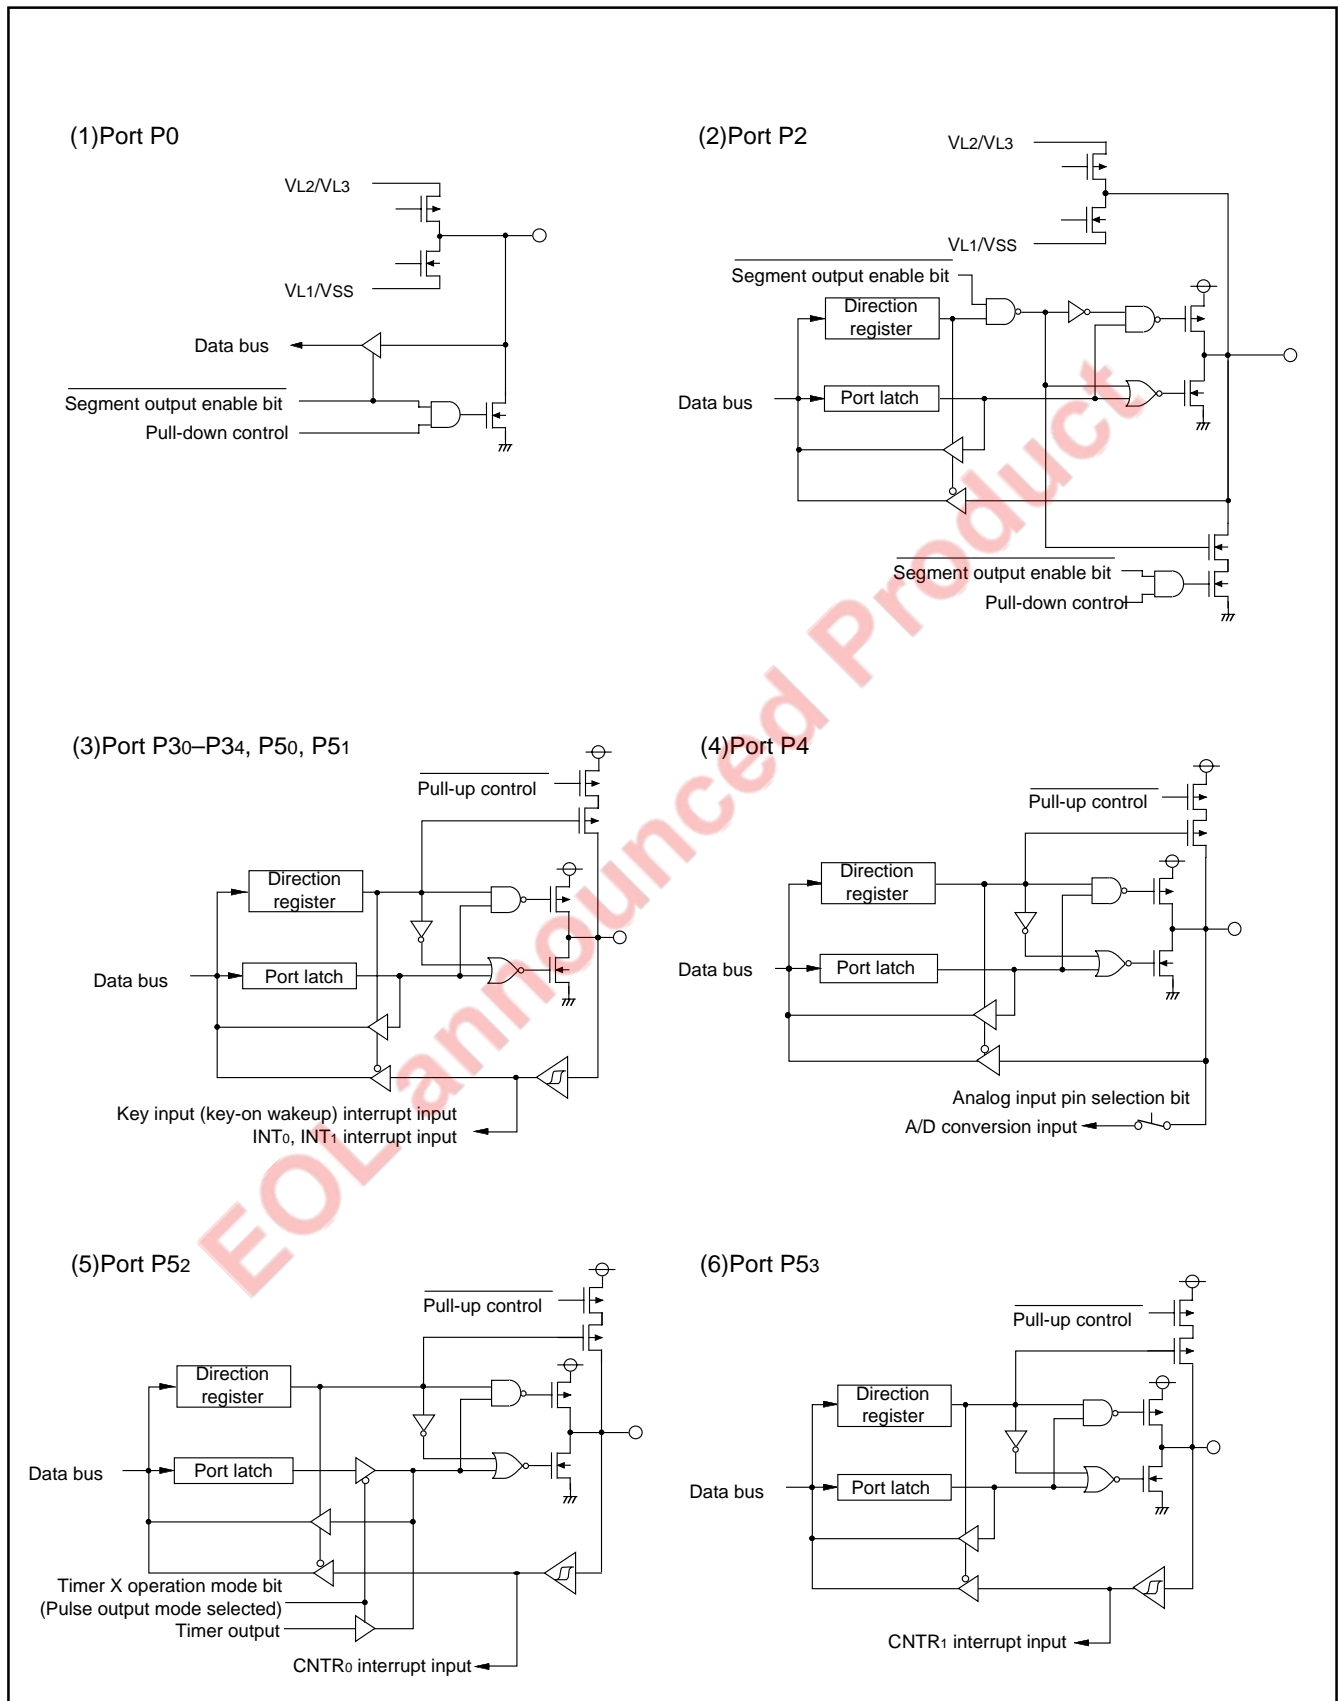 (1)Port P0
VL2/VL3
VL1/VSS
Data bus
Segment output enable bit
Pull-down control
(2)Port P2
VL2/VL3
VL1/VSS
Segment output enable bit
Direction
register
Data bus
Port latch
Segment output enable bit
Pull-down control
(3)Port P30–P34, P50, P51
Pull-up control
Direction
register
Data bus
Port latch
Key input (key-on wakeup) interrupt input
INT0, INT1 interrupt input
(4)Port P4
Pull-up control
Direction
register
Data bus
Port latch
Analog input pin selection bit
A/D conversion input
(5)Port P52
Pull-up control
Direction
register
Data bus
Port latch
Timer X operation mode bit
(Pulse output mode selected)
Timer output
CNTR0 interrupt input
(6)Port P53
Pull-up control
Direction
register
Data bus
Port latch
CNTR1 interrupt input
EOL announced Product